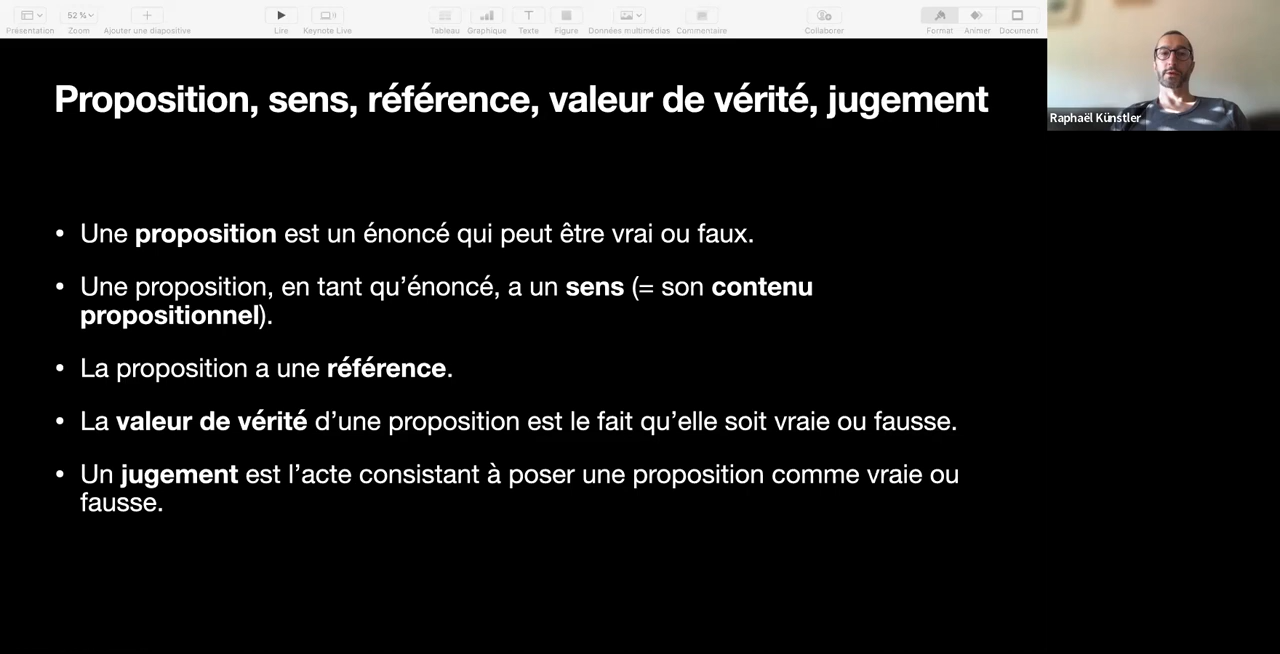 Présentation
52 %
Zoom
Ajouter une diapositive
Lire
Keynote Live
Tableau
Graphique
Texte
Figure
Données multimédias
Commentaire
Collaborer
Format
Animer
Document
Raphaël Künstler
Proposition, sens, référence, valeur de vérité, jugement
• Une proposition est un énoncé qui peut être vrai ou faux.
• Une proposition, en tant qu’énoncé, a un sens (= son contenu
propositionnel).
• La proposition a une référence.
• La valeur de vérité d’une proposition est le fait qu’elle soit vraie ou fausse.
• Un jugement est l’acte consistant à poser une proposition comme vraie ou
fausse.